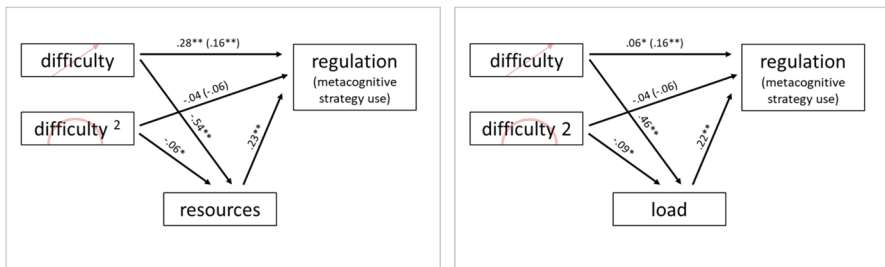 difficulty
.28** (.16**)
regulation
(metacognitive
strategy use)
-.04 (-.06)
difficulty ²
-.54**
-.06*
.23**
resources
difficulty
.06* (.16**)
regulation
(metacognitive
strategy use)
-.04 (-.06)
difficulty 2
.46**
-.09*
.22**
load